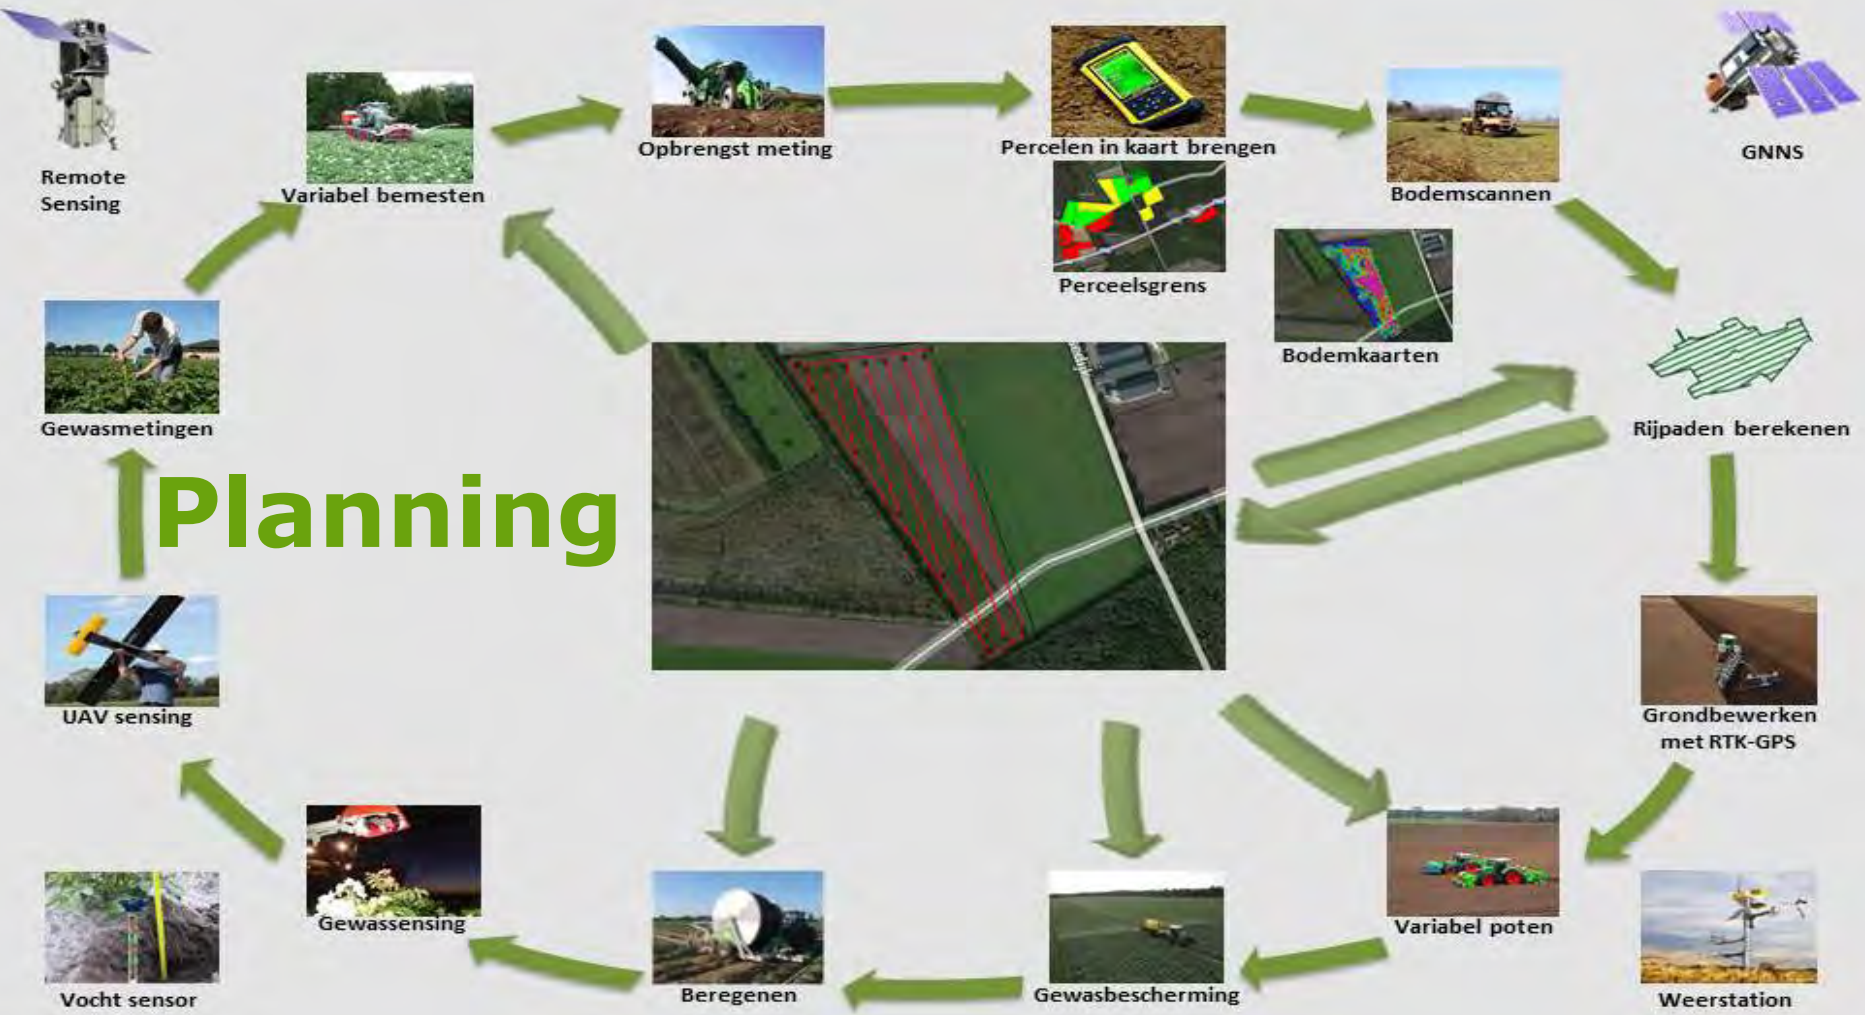 Opbrengst meting
Percelen in kaart brengen
GNNS
Remote
Sensing
Variabel bemesten
Bodemscannen
Perceelsgrens
Bodemkaarten
Gewasmetingen
Rijpaden berekenen
Planning
UAV sensing
Grondbewerken
met RTK-GPS
Gewassensing
Variabel poten
Vocht sensor
Beregenen
Gewasbescherming
Weerstation